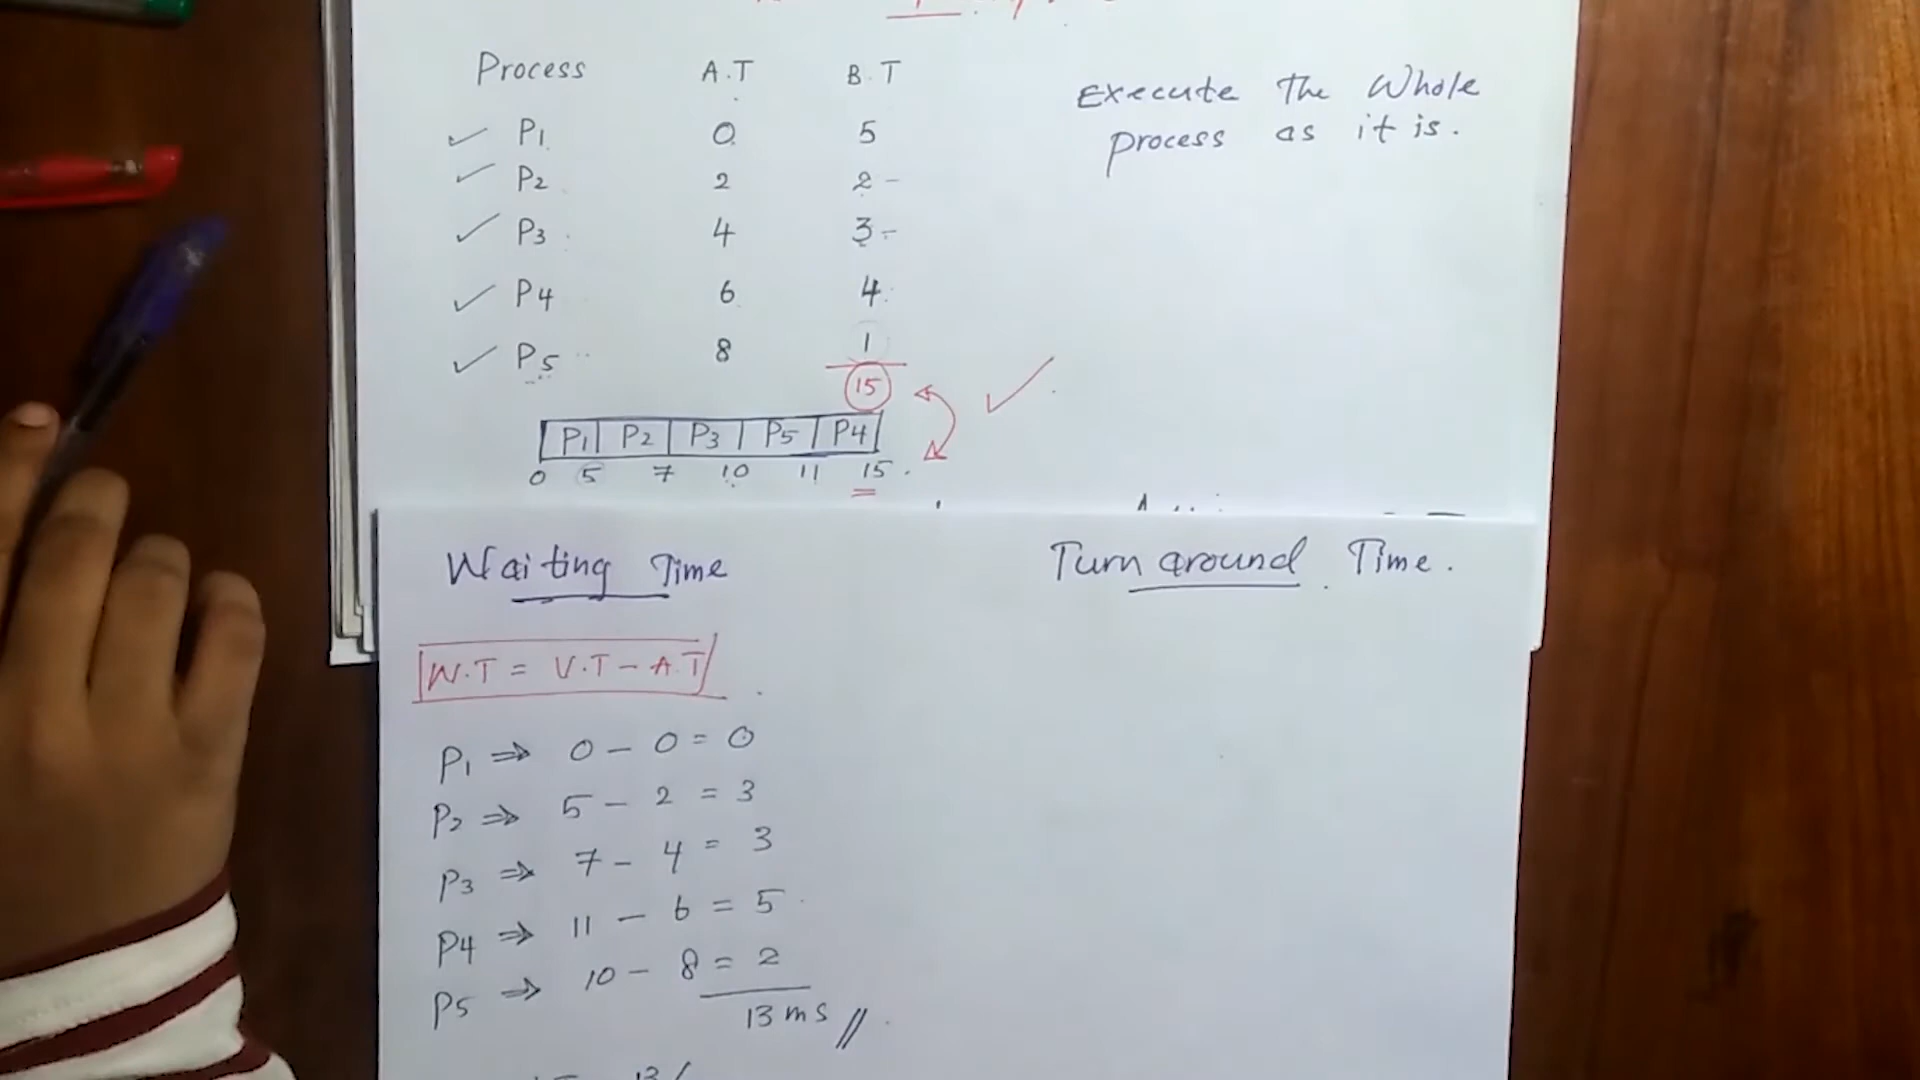 Process A.T B.T
P1 0 5
P2 2 2
P3 4 3
P4 6 4
P5 8 1
15
Execute The Whole
process as it is.
P1 P2 P3 P5 P4
0 5 7 10 11 15
Waiting Time
W.T = V.T - A.T
P1 ⇒ 0 - 0 = 0
P2 ⇒ 5 - 2 = 3
P3 ⇒ 7 - 4 = 3
P4 ⇒ 11 - 6 = 5
P5 ⇒ 10 - 8 = 2
13 ms
Turn around Time.